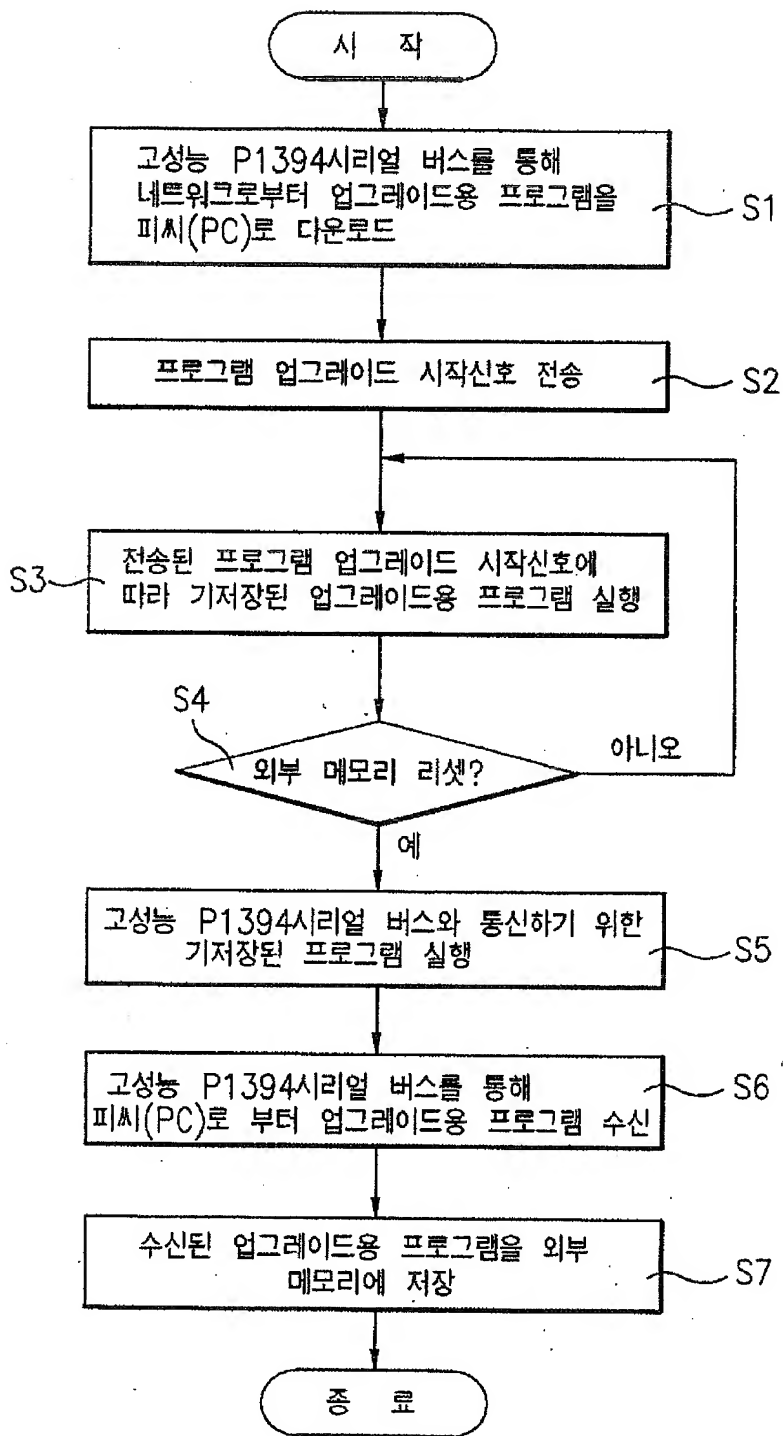 시 작
고성능 P1394시리얼 버스를 통해
네트워크로부터 업그레이드용 프로그램을
피씨(PC)로 다운로드
S1
프로그램 업그레이드 시작신호 전송
S2
전송된 프로그램 업그레이드 시작신호에
따라 기저장된 업그레이드용 프로그램 실행
S3
S4
외부 메모리 리셋?
아니오
예
고성능 P1394시리얼 버스와 통신하기 위한
기저장된 프로그램 실행
S5
고성능 P1394시리얼 버스를 통해
피씨(PC)로 부터 업그레이드용 프로그램 수신
S6
수신된 업그레이드용 프로그램을 외부
메모리에 저장
S7
종 료